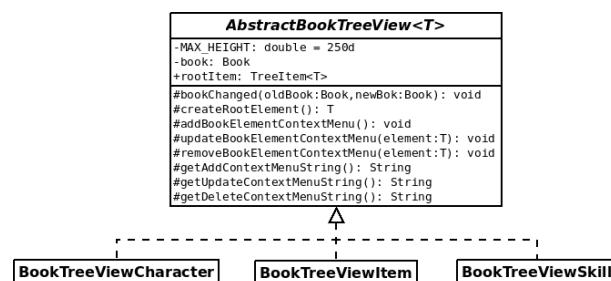 AbstractBookTreeView<T>
-MAX_HEIGHT: double = 250d
-book: Book
+rootItem: TreeItem<T>
#bookChanged(oldBook:Book,newBok:Book): void
#createRootElement(): T
#addBookElementContextMenu(): void
#updateBookElementContextMenu(element:T): void
#removeBookElementContextMenu(element:T): void
#getAddContextMenuString(): String
#getUpdateContextMenuString(): String
#getDeleteContextMenuString(): String
BookTreeViewCharacter BookTreeViewItem BookTreeViewSkill